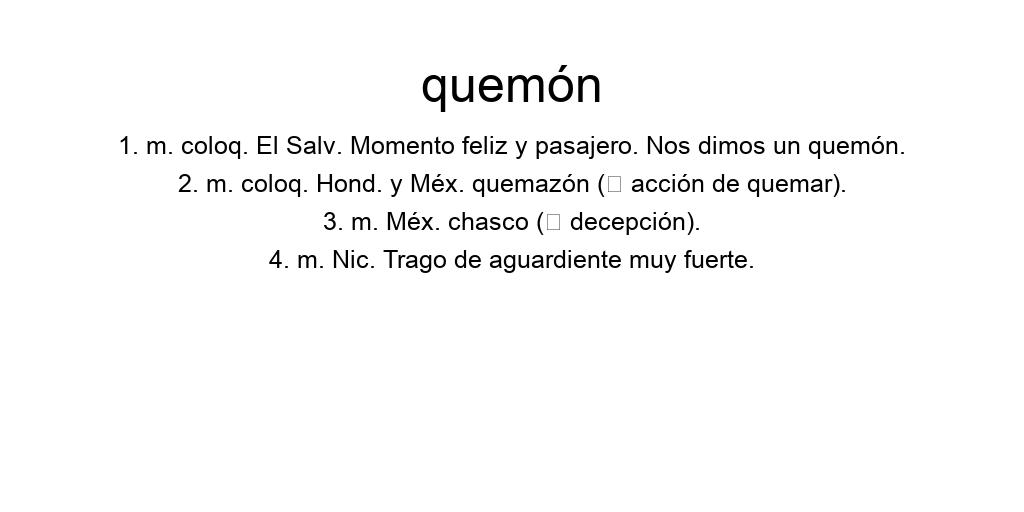 quemón
1. m. coloq. El Salv. Momento feliz y pasajero. Nos dimos un quemón.
2. m. coloq. Hond. y Méx. quemazón (□ acción de quemar).
3. m. Méx. chasco (□ decepción).
4. m. Nic. Trago de aguardiente muy fuerte.